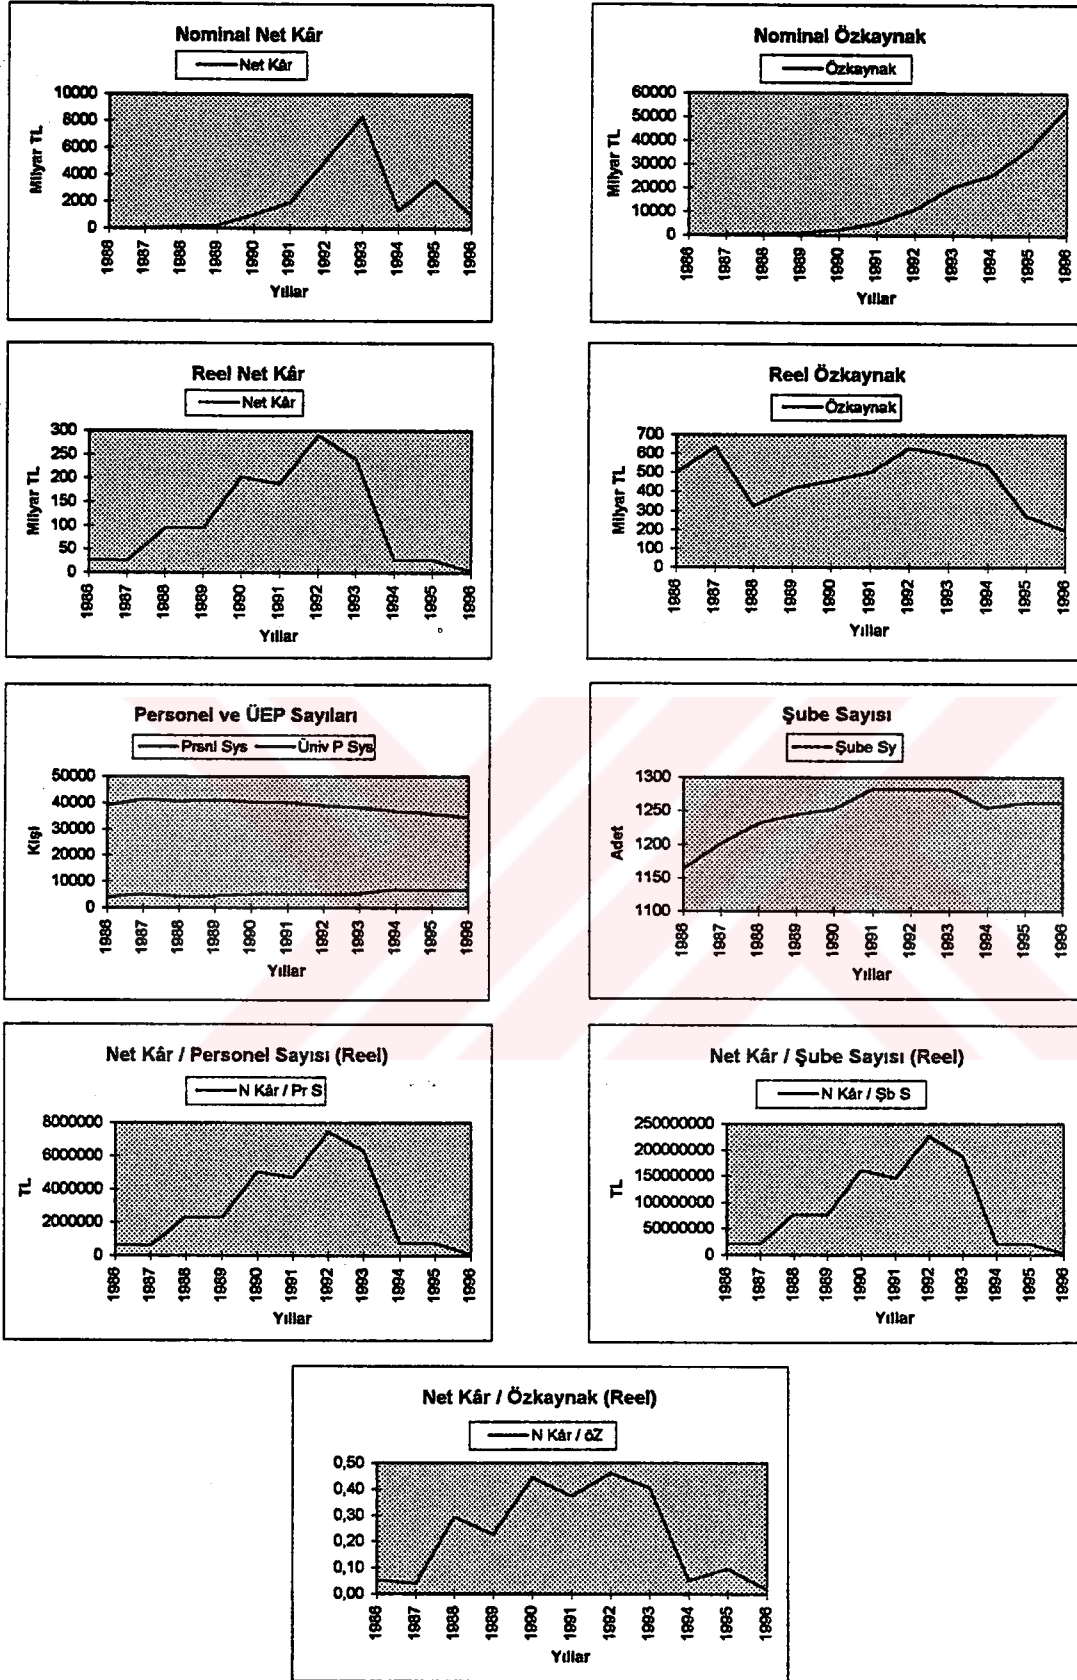 Nominal Net Kâr
Net Kâr
10000
8000
6000
4000
2000
0
Milyar TL
1986 1987 1988 1989 1990 1991 1992 1993 1994 1995 1996
Yıllar
Nominal Özkaynak
Özkaynak
60000
50000
40000
30000
20000
10000
0
Milyar TL
1986 1987 1988 1989 1990 1991 1992 1993 1994 1995 1996
Yıllar
Reel Net Kâr
Net Kâr
300
250
200
150
100
50
0
Milyar TL
1986 1987 1988 1989 1990 1991 1992 1993 1994 1995 1996
Yıllar
Reel Özkaynak
Özkaynak
700
600
500
400
300
200
100
0
Milyar TL
1986 1987 1988 1989 1990 1991 1992 1993 1994 1995 1996
Yıllar
Personel ve ÜEP Sayıları
Prsnl Sys Üniv P Sys
50000
40000
30000
20000
10000
0
Kişi
1986 1987 1988 1989 1990 1991 1992 1993 1994 1995 1996
Yıllar
Şube Sayısı
Şube Sy
1300
1250
1200
1150
1100
Adet
1986 1987 1988 1989 1990 1991 1992 1993 1994 1995 1996
Yıllar
Net Kâr / Personel Sayısı (Reel)
N Kâr / Pr S
8000000
6000000
4000000
2000000
0
TL
1986 1987 1988 1989 1990 1991 1992 1993 1994 1995 1996
Yıllar
Net Kâr / Şube Sayısı (Reel)
N Kâr / Şb S
250000000
200000000
150000000
100000000
50000000
0
TL
1986 1987 1988 1989 1990 1991 1992 1993 1994 1995 1996
Yıllar
Net Kâr / Özkaynak (Reel)
N Kâr / öZ
0,50
0,40
0,30
0,20
0,10
0,00
1986 1987 1988 1989 1990 1991 1992 1993 1994 1995 1996
Yıllar